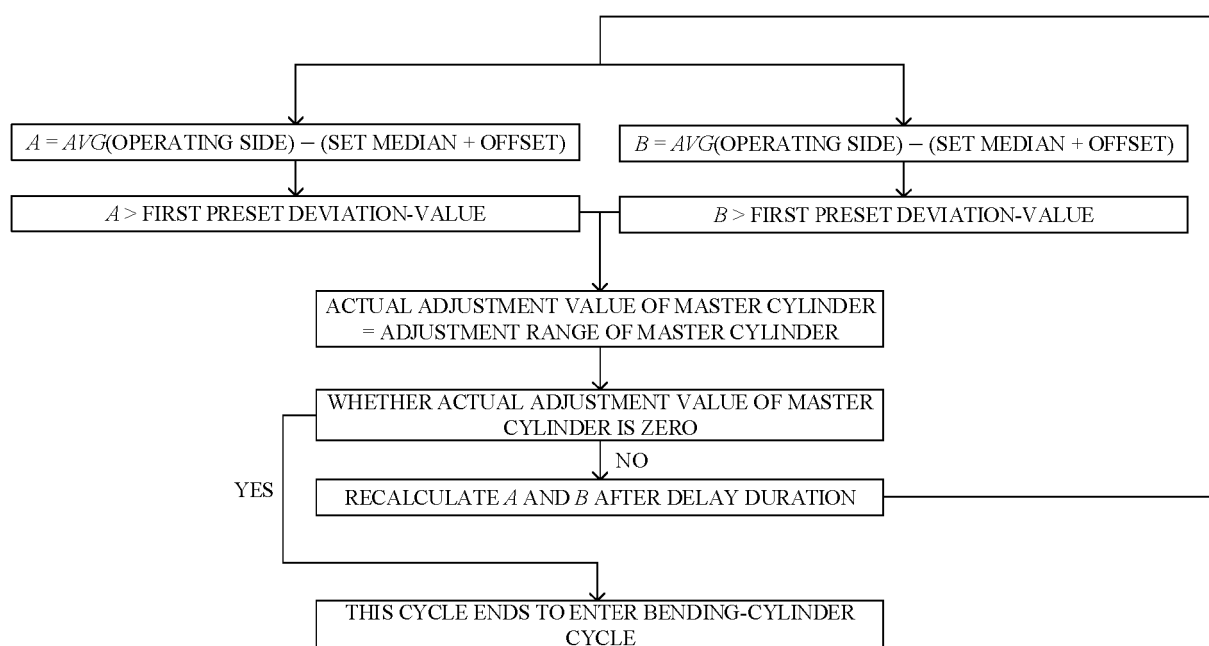 A = AVG(OPERATING SIDE) – (SET MEDIAN + OFFSET)
B = AVG(OPERATING SIDE) – (SET MEDIAN + OFFSET)
A > FIRST PRESET DEVIATION-VALUE
B > FIRST PRESET DEVIATION-VALUE
ACTUAL ADJUSTMENT VALUE OF MASTER CYLINDER
= ADJUSTMENT RANGE OF MASTER CYLINDER
WHETHER ACTUAL ADJUSTMENT VALUE OF MASTER
CYLINDER IS ZERO
NO
YES
RECALCULATE A AND B AFTER DELAY DURATION
THIS CYCLE ENDS TO ENTER BENDING-CYLINDER
CYCLE